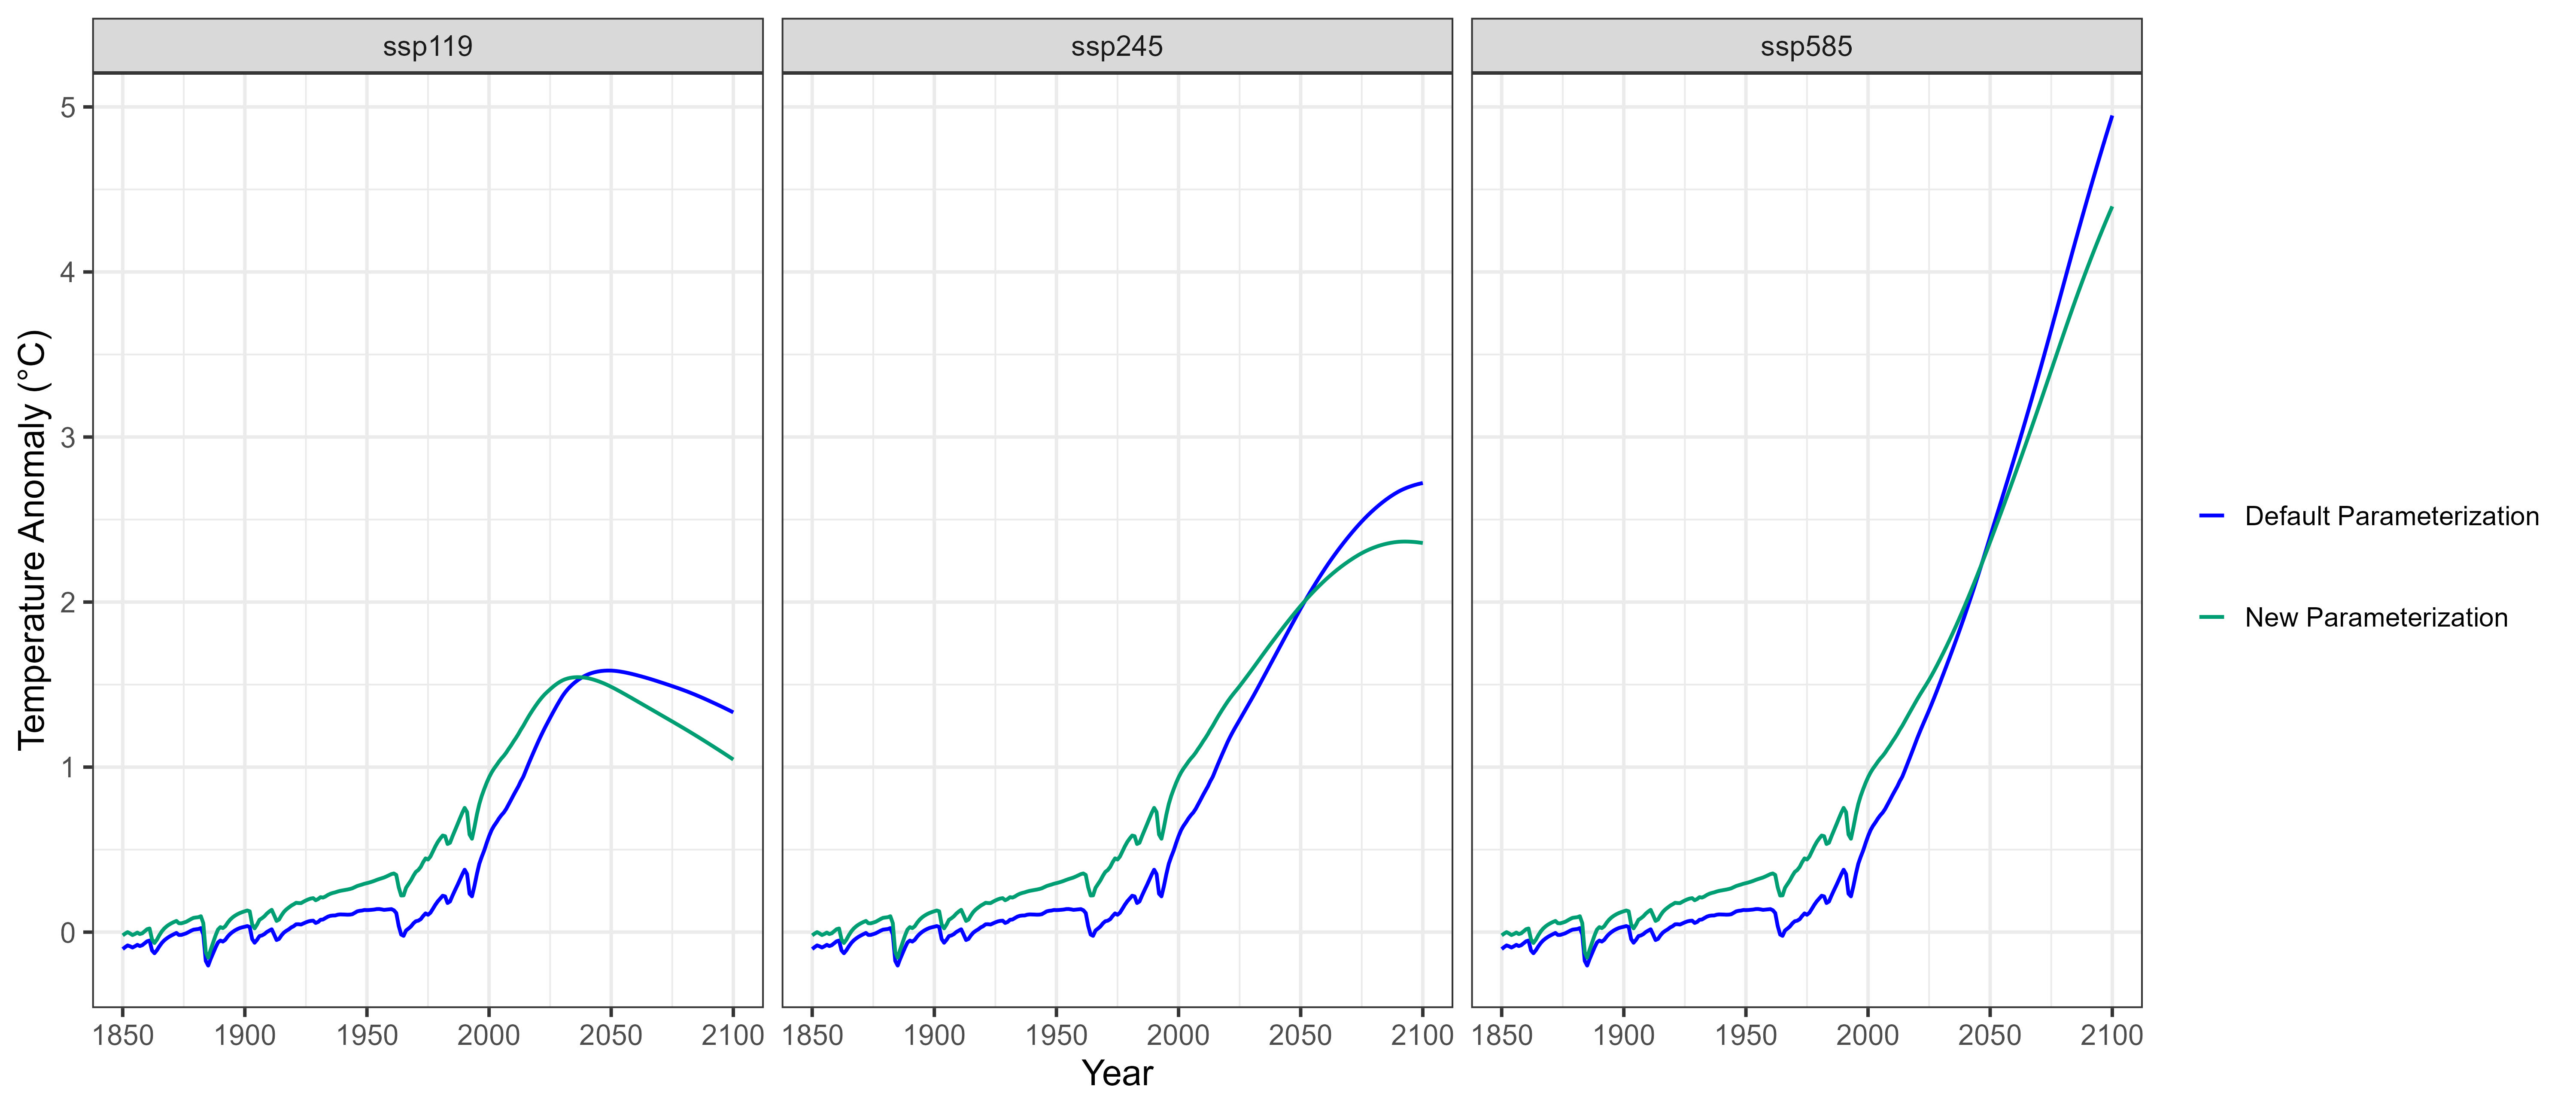 ssp119 ssp245 ssp585
5
4
3
2
1
0
Temperature Anomaly (°C)
1850 1900 1950 2000 2050 2100 1850 1900 1950 2000 2050 2100 1850 1900 1950 2000 2050 2100
Year
Default Parameterization
New Parameterization